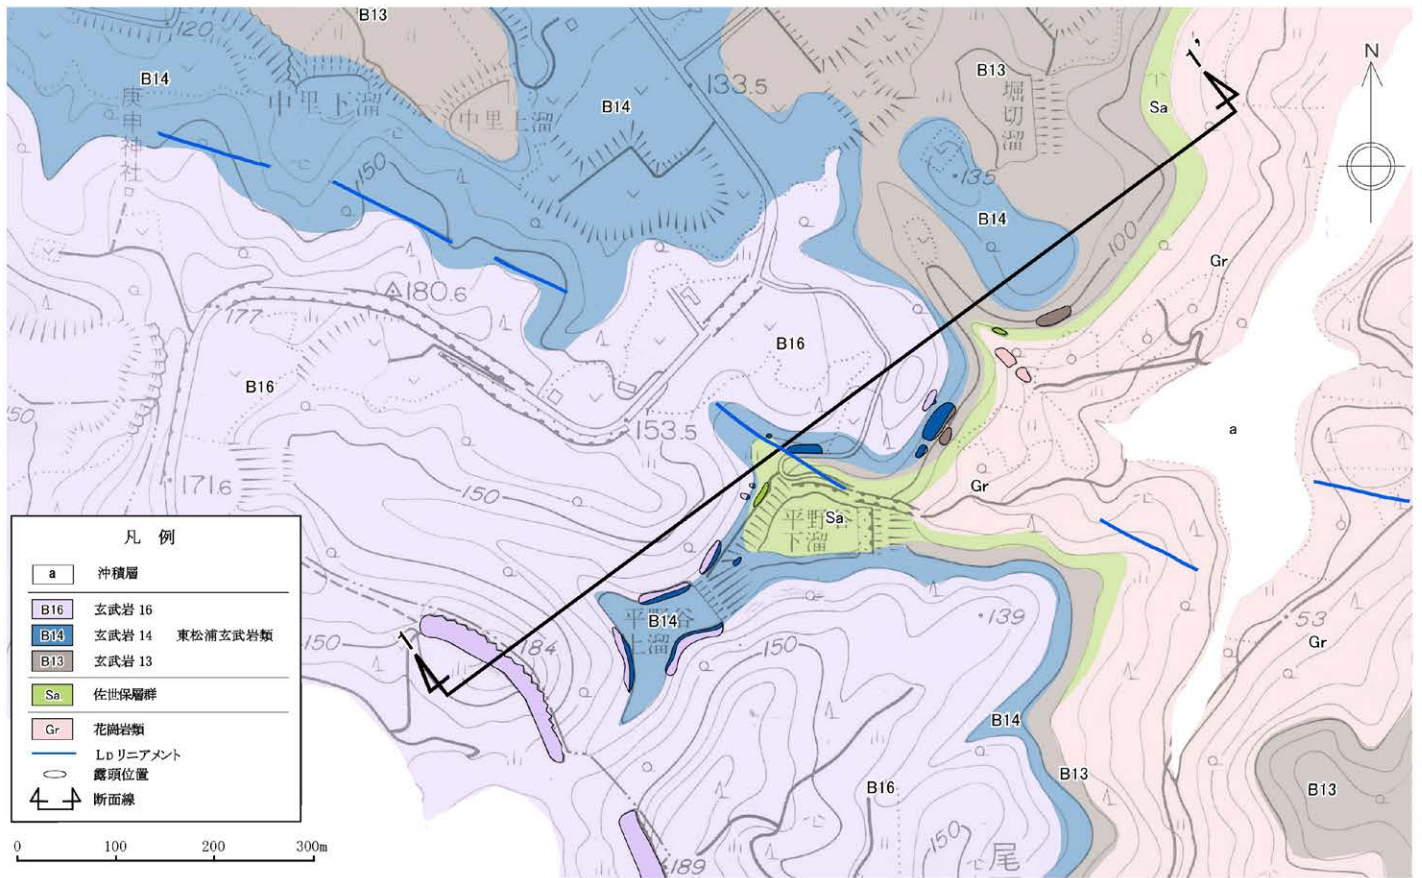 B13
120
B14
庚申神社
中里下溜
中里上溜
B14
133.5
B13
堀切溜
Sa
1'
N
135
B14
150
100
Gr
180.6
177
B16
B16
50
153.5
a
171.6
150
Gr
Sa
平野谷
下溜
平野谷
上溜
B14
139
53
Gr
150
1
184
150
B14
B13
B16
B13
150
189
尾
凡 例
a 沖積層
B16 玄武岩 16
B14 玄武岩 14 東松浦玄武岩類
B13 玄武岩 13
Sa 佐世保層群
Gr 花崗岩類
LDリニアメント
露頭位置
断面線
0 100 200 300m